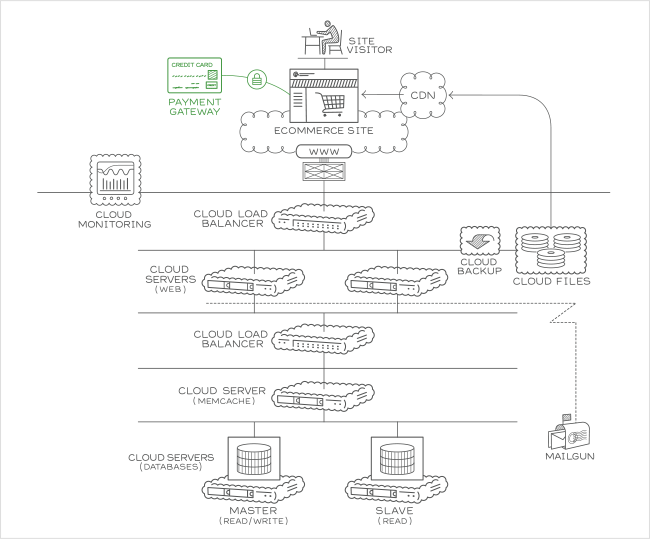 SITE
VISITOR
CREDIT CARD
PAYMENT
GATEWAY
CDN
ECOMMERCE SITE
WWW
CLOUD
MONITORING
CLOUD LOAD
BALANCER
CLOUD
BACKUP
CLOUD FILES
CLOUD
SERVERS
(WEB)
CLOUD LOAD
BALANCER
CLOUD SERVER
(MEMCACHE)
CLOUD SERVERS
(DATABASES)
MAILGUN
MASTER
(READ/WRITE)
SLAVE
(READ)